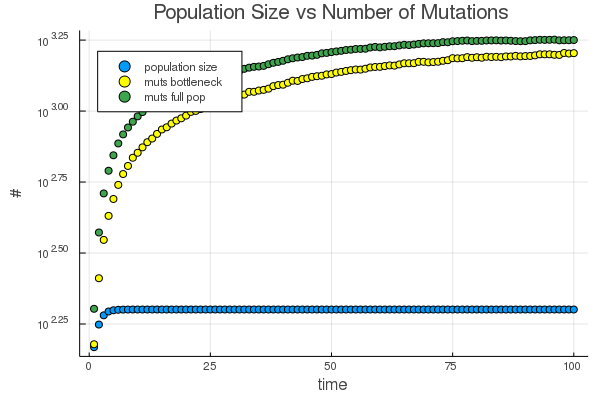 Population Size vs Number of Mutations
10^3.25
10^3.00
10^2.75
10^2.50
10^2.25
#
population size
muts bottleneck
muts full pop
0 25 50 75 100
time